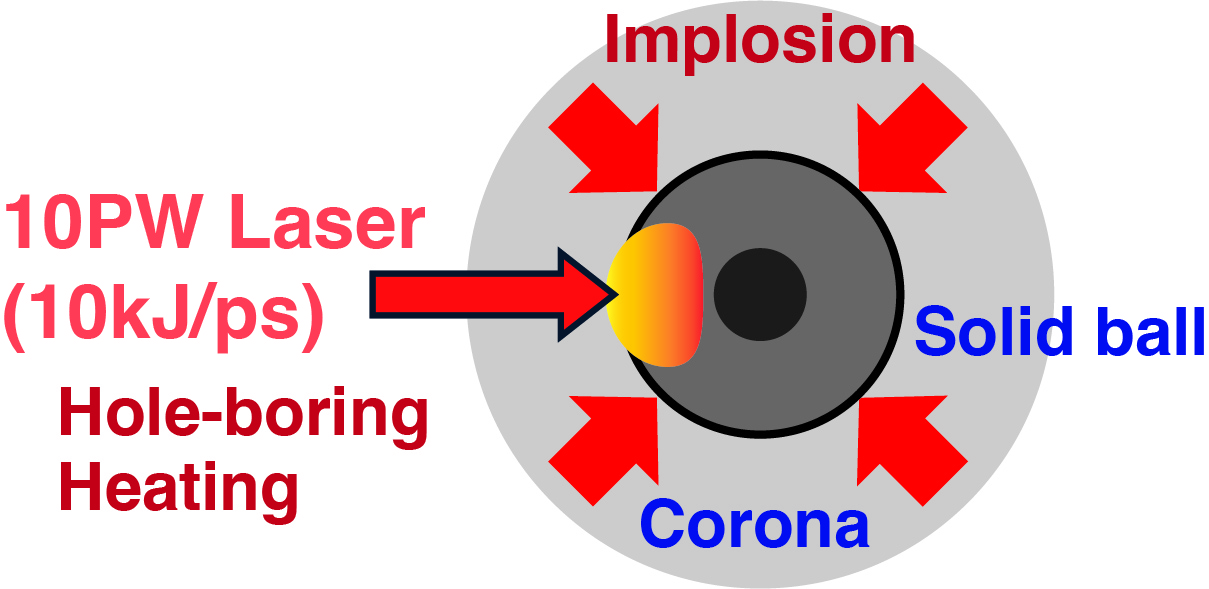 Implosion
10PW Laser
(10kJ/ps)
Hole-boring
Heating
Solid ball
Corona